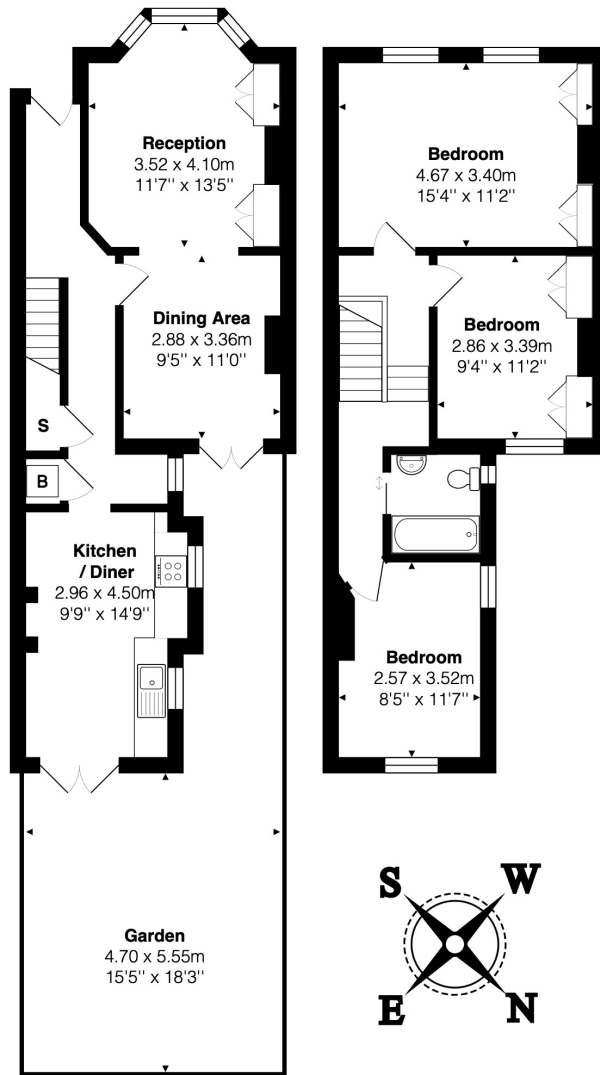 Reception
3.52 x 4.10m
11'7'' x 13'5''
Dining Area
2.88 x 3.36m
9'5'' x 11'0''
S
B
Kitchen
/ Diner
2.96 x 4.50m
9'9'' x 14'9''
Garden
4.70 x 5.55m
15'5'' x 18'3''
Bedroom
4.67 x 3.40m
15'4'' x 11'2''
Bedroom
2.86 x 3.39m
9'4'' x 11'2''
Bedroom
2.57 x 3.52m
8'5'' x 11'7''
S W
E N